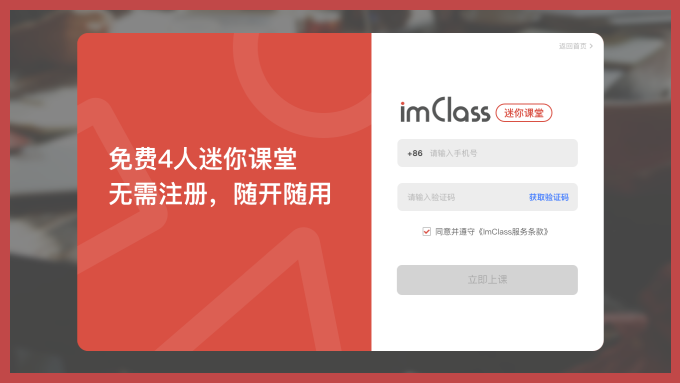 返回首页 >
免费4人迷你课堂
无需注册，随开随用
imClass 迷你课堂
+86 请输入手机号
请输入验证码 获取验证码
同意并遵守《imClass服务条款》
立即上课